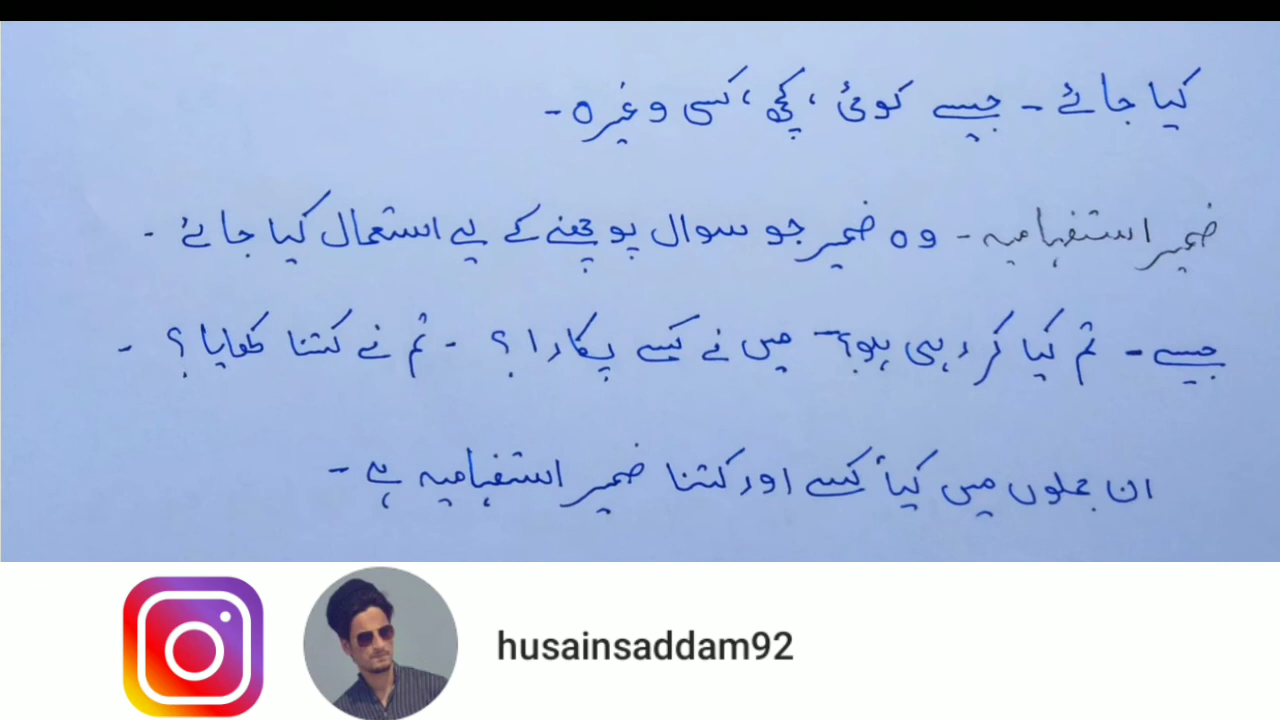 کیا جائے - جیسے کوئی ، کچھ ، کسی وغیرہ -
ضمیر استفہامیہ - وہ ضمیر جو سوال پوچھنے کے لیے استعمال کیا جائے -
جیسے - تم کیا کر رہی ہو؟ - میں نے کیسے پکارا ؟ - تم نے کتنا کھایا ؟ -
ان جملوں میں کیا، کسے اور کتنا ضمیر استفہامیہ ہے -
husainsaddam92